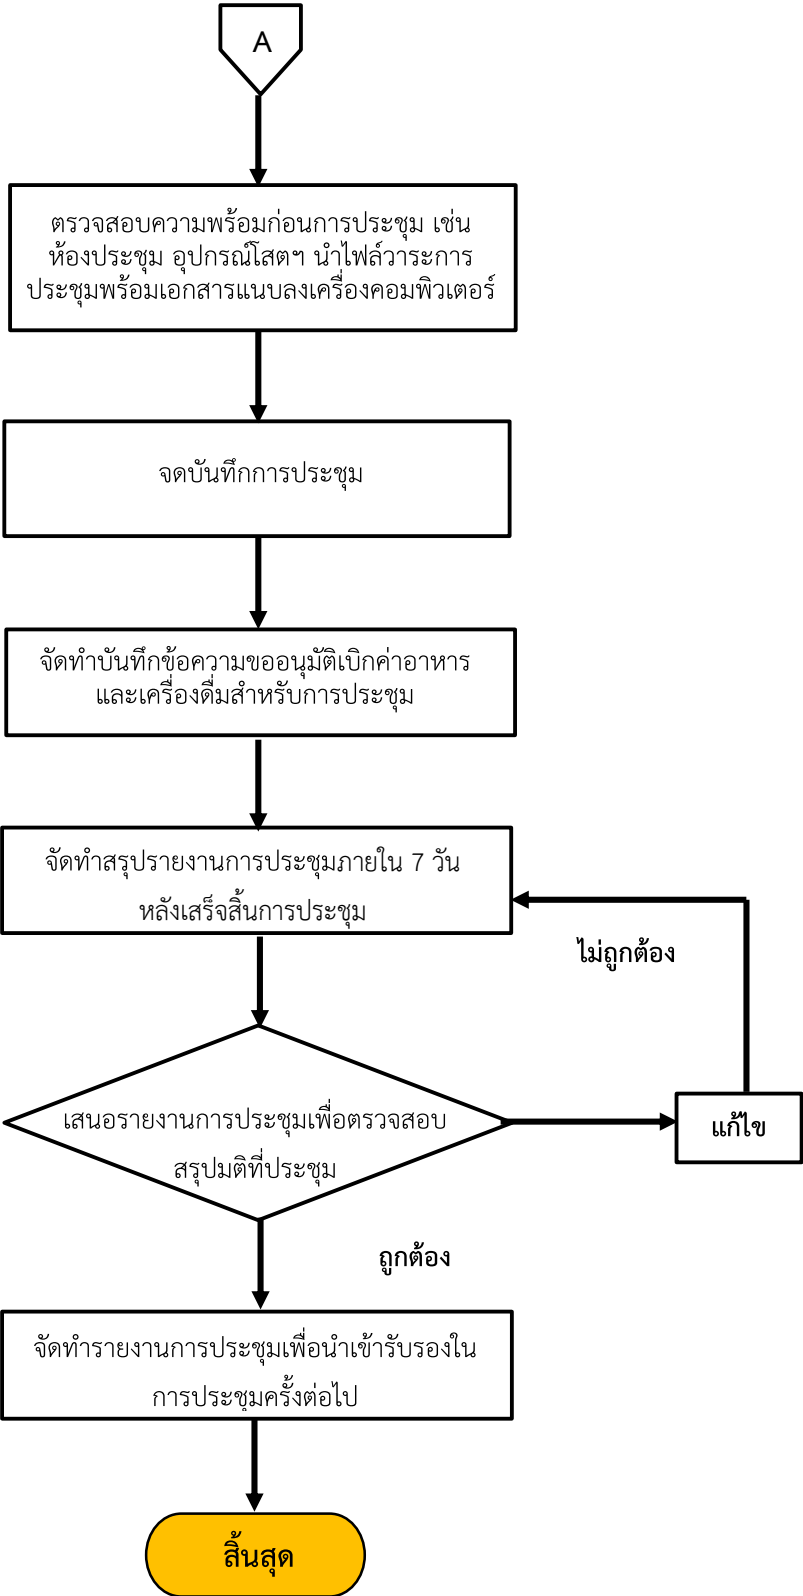 A
ตรวจสอบความพร้อมก่อนการประชุม เช่น
ห้องประชุม อุปกรณ์โสตฯ นำไฟล์วาระการ
ประชุมพร้อมเอกสารแนบลงเครื่องคอมพิวเตอร์
จดบันทึกการประชุม
จัดทำบันทึกข้อความขออนุมัติเบิกค่าอาหาร
และเครื่องดื่มสำหรับการประชุม
จัดทำสรุปรายงานการประชุมภายใน 7 วัน
หลังเสร็จสิ้นการประชุม
ไม่ถูกต้อง
เสนอรายงานการประชุมเพื่อตรวจสอบ
สรุปมติที่ประชุม
แก้ไข
ถูกต้อง
จัดทำรายงานการประชุมเพื่อนำเข้ารับรองใน
การประชุมครั้งต่อไป
สิ้นสุด